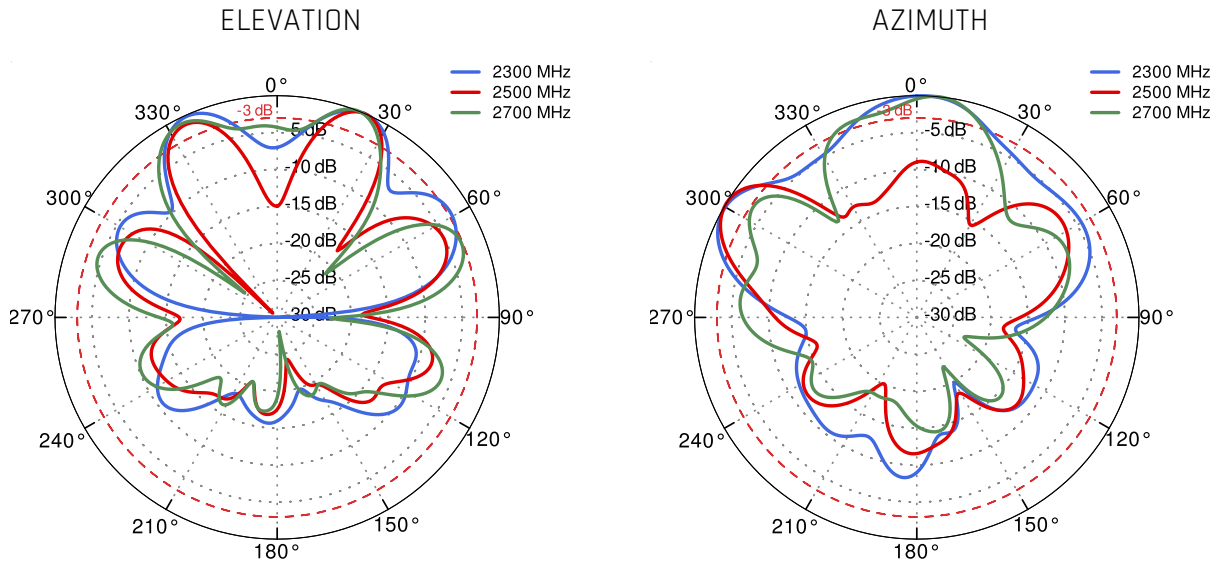 ELEVATION
AZIMUTH
2300 MHz
2500 MHz
2700 MHz
0°
30°
60°
90°
120°
150°
180°
210°
240°
270°
300°
330°
-3 dB
5 dB
-10 dB
-15 dB
-20 dB
-25 dB
-30 dB
2300 MHz
2500 MHz
2700 MHz
0°
30°
60°
90°
120°
150°
180°
210°
240°
270°
300°
330°
-3 dB
-5 dB
-10 dB
-15 dB
-20 dB
-25 dB
-30 dB